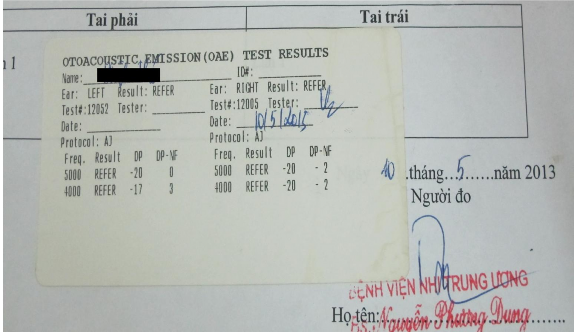 Tai phải Tai trái
n 1
OTOACOUSTIC EMISSION(OAE) TEST RESULTS
Name: ID#:
Ear: LEFT Result: REFER Ear: RIGHT Result: REFER
Test#:12052 Tester: Test#:12005 Tester:
Date: Date: 10/5/2013
Protocol: AJ Protocol: AJ
Freq. Result DP DP-NF Freq. Result DP DP-NF
5000 REFER -20 0 5000 REFER -20 - 2
4000 REFER -17 3 4000 REFER -20 - 2
10 .tháng...5......năm 2013
Người đo
BỆNH VIỆN NHI TRUNG ƯƠNG
Họ tên: Nguyễn Phương Dung